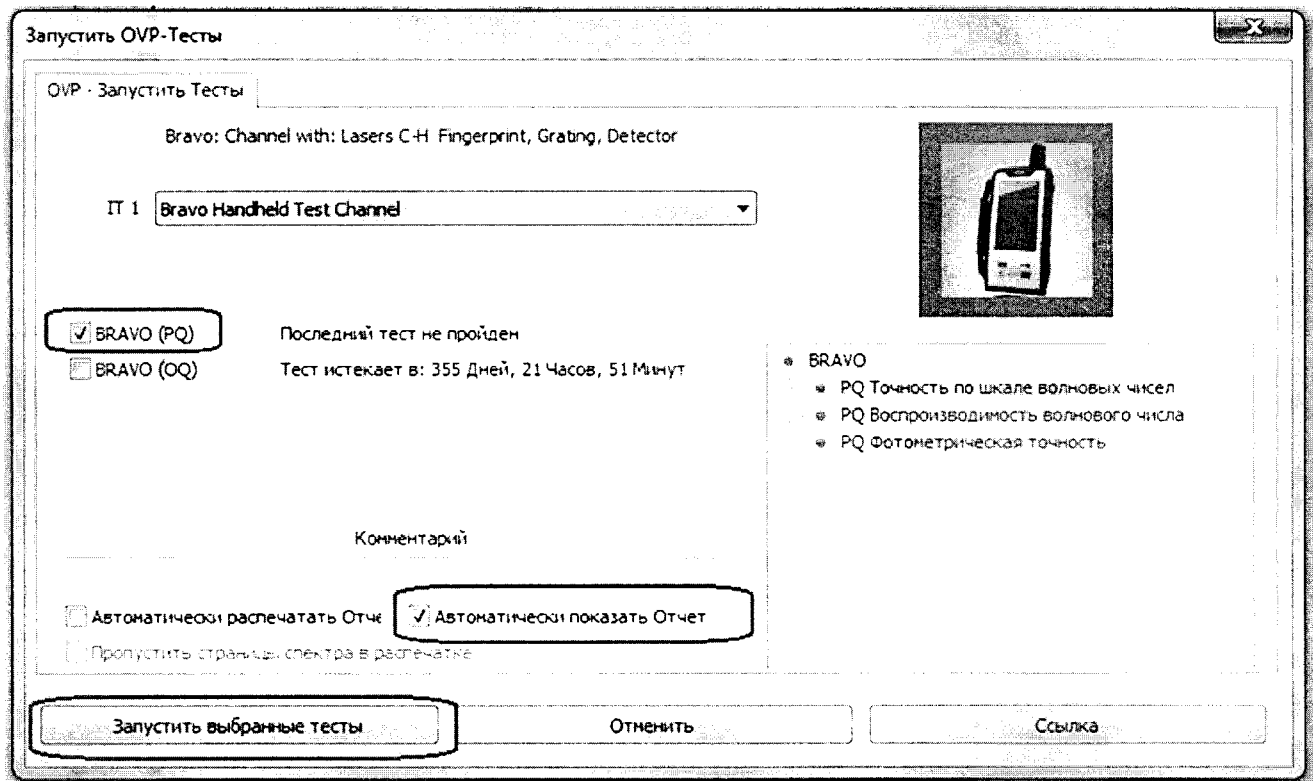 Запустить OVP-Тесты
OVP - Запустить Тесты
Bravo: Channel with: Lasers C-H Fingerprint, Grating, Detector
IT 1 Bravo Handheld Test Channel
BRAVO (PQ) Последний тест не пройден
BRAVO (OQ) Тест истекает в: 355 Дней, 21 Часов, 51 Минут
BRAVO
PQ Точность по шкале волновых чисел
PQ Воспроизводимость волнового числа
PQ Фотометрическая точность
Комментарий
Автоматически распечатать Отче
Автоматически показать Отчет
Пропустить страницы спектра в распечатке
Запустить выбранные тесты
Отменить
Ссылка